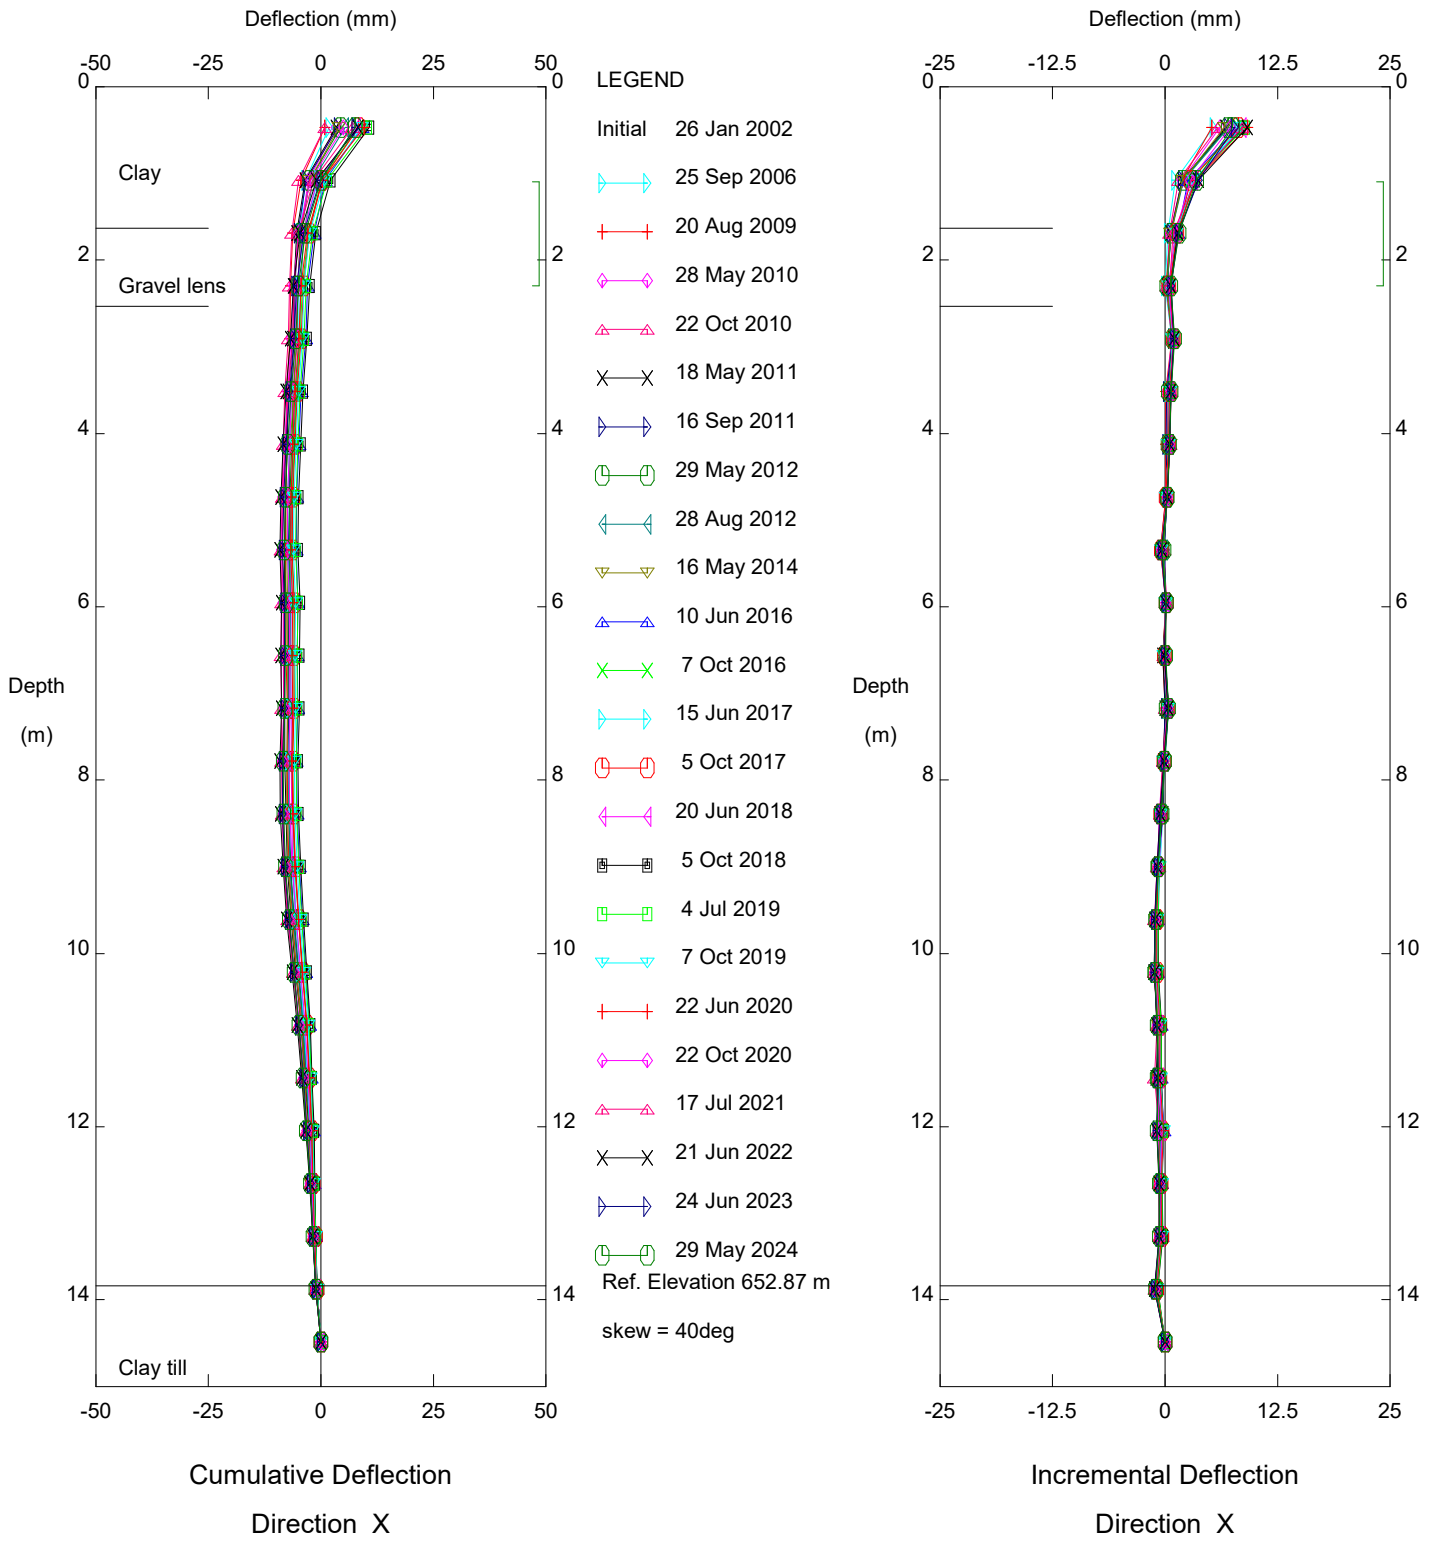 Deflection (mm)
-50 -25 0 25 50
0 0
2 2
4 4
6 6
8 8
10 10
12 12
14 14
Clay
Gravel lens
Clay till
Depth
(m)
-50 -25 0 25 50
Cumulative Deflection
Direction X
LEGEND
Initial 26 Jan 2002
25 Sep 2006
20 Aug 2009
28 May 2010
22 Oct 2010
18 May 2011
16 Sep 2011
29 May 2012
28 Aug 2012
16 May 2014
10 Jun 2016
7 Oct 2016
15 Jun 2017
5 Oct 2017
20 Jun 2018
5 Oct 2018
4 Jul 2019
7 Oct 2019
22 Jun 2020
22 Oct 2020
17 Jul 2021
21 Jun 2022
24 Jun 2023
29 May 2024
Ref. Elevation 652.87 m
skew = 40deg
Deflection (mm)
-25 -12.5 0 12.5 25
0 0
2 2
4 4
6 6
8 8
10 10
12 12
14 14
Depth
(m)
-25 -12.5 0 12.5 25
Incremental Deflection
Direction X